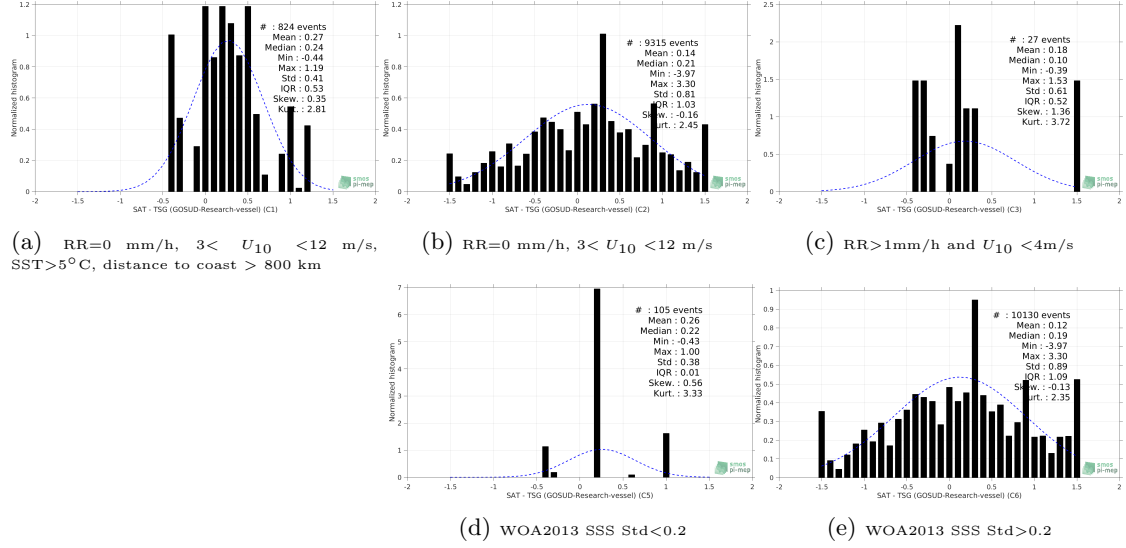 1.2
1
0.8
0.6
0.4
0.2
0
-2
-1.5
-1
-0.5
0
0.5
1
1.5
2
Normalized histogram
SAT - TSG (GOSUD-Research-vessel) (C1)
# : 824 events
Mean : 0.27
Median : 0.24
Min : -0.44
Max : 1.19
Std : 0.41
IQR : 0.53
Skew. : 0.35
Kurt. : 2.81
smos
pi-mep
(a) RR=0 mm/h, 3< U10 <12 m/s,
SST>5°C, distance to coast > 800 km
1.2
1
0.8
0.6
0.4
0.2
0
-2
-1.5
-1
-0.5
0
0.5
1
1.5
2
Normalized histogram
SAT - TSG (GOSUD-Research-vessel) (C2)
# : 9315 events
Mean : 0.14
Median : 0.21
Min : -3.97
Max : 3.30
Std : 0.81
IQR : 1.03
Skew. : -0.16
Kurt. : 2.45
smos
pi-mep
(b) RR=0 mm/h, 3< U10 <12 m/s
2.5
2
1.5
1
0.5
0
-2
-1.5
-1
-0.5
0
0.5
1
1.5
2
Normalized histogram
SAT - TSG (GOSUD-Research-vessel) (C3)
# : 27 events
Mean : 0.18
Median : 0.10
Min : -0.39
Max : 1.53
Std : 0.61
IQR : 0.52
Skew. : 1.36
Kurt. : 3.72
smos
pi-mep
(c) RR>1mm/h and U10 <4m/s
7
6
5
4
3
2
1
0
-2
-1.5
-1
-0.5
0
0.5
1
1.5
2
Normalized histogram
SAT - TSG (GOSUD-Research-vessel) (C5)
# : 105 events
Mean : 0.26
Median : 0.22
Min : -0.43
Max : 1.00
Std : 0.38
IQR : 0.01
Skew. : 0.56
Kurt. : 3.33
smos
pi-mep
(d) WOA2013 SSS Std<0.2
1
0.9
0.8
0.7
0.6
0.5
0.4
0.3
0.2
0.1
0
-2
-1.5
-1
-0.5
0
0.5
1
1.5
2
Normalized histogram
SAT - TSG (GOSUD-Research-vessel) (C6)
# : 10130 events
Mean : 0.12
Median : 0.19
Min : -3.97
Max : 3.30
Std : 0.89
IQR : 1.09
Skew. : -0.13
Kurt. : 2.35
smos
pi-mep
(e) WOA2013 SSS Std>0.2